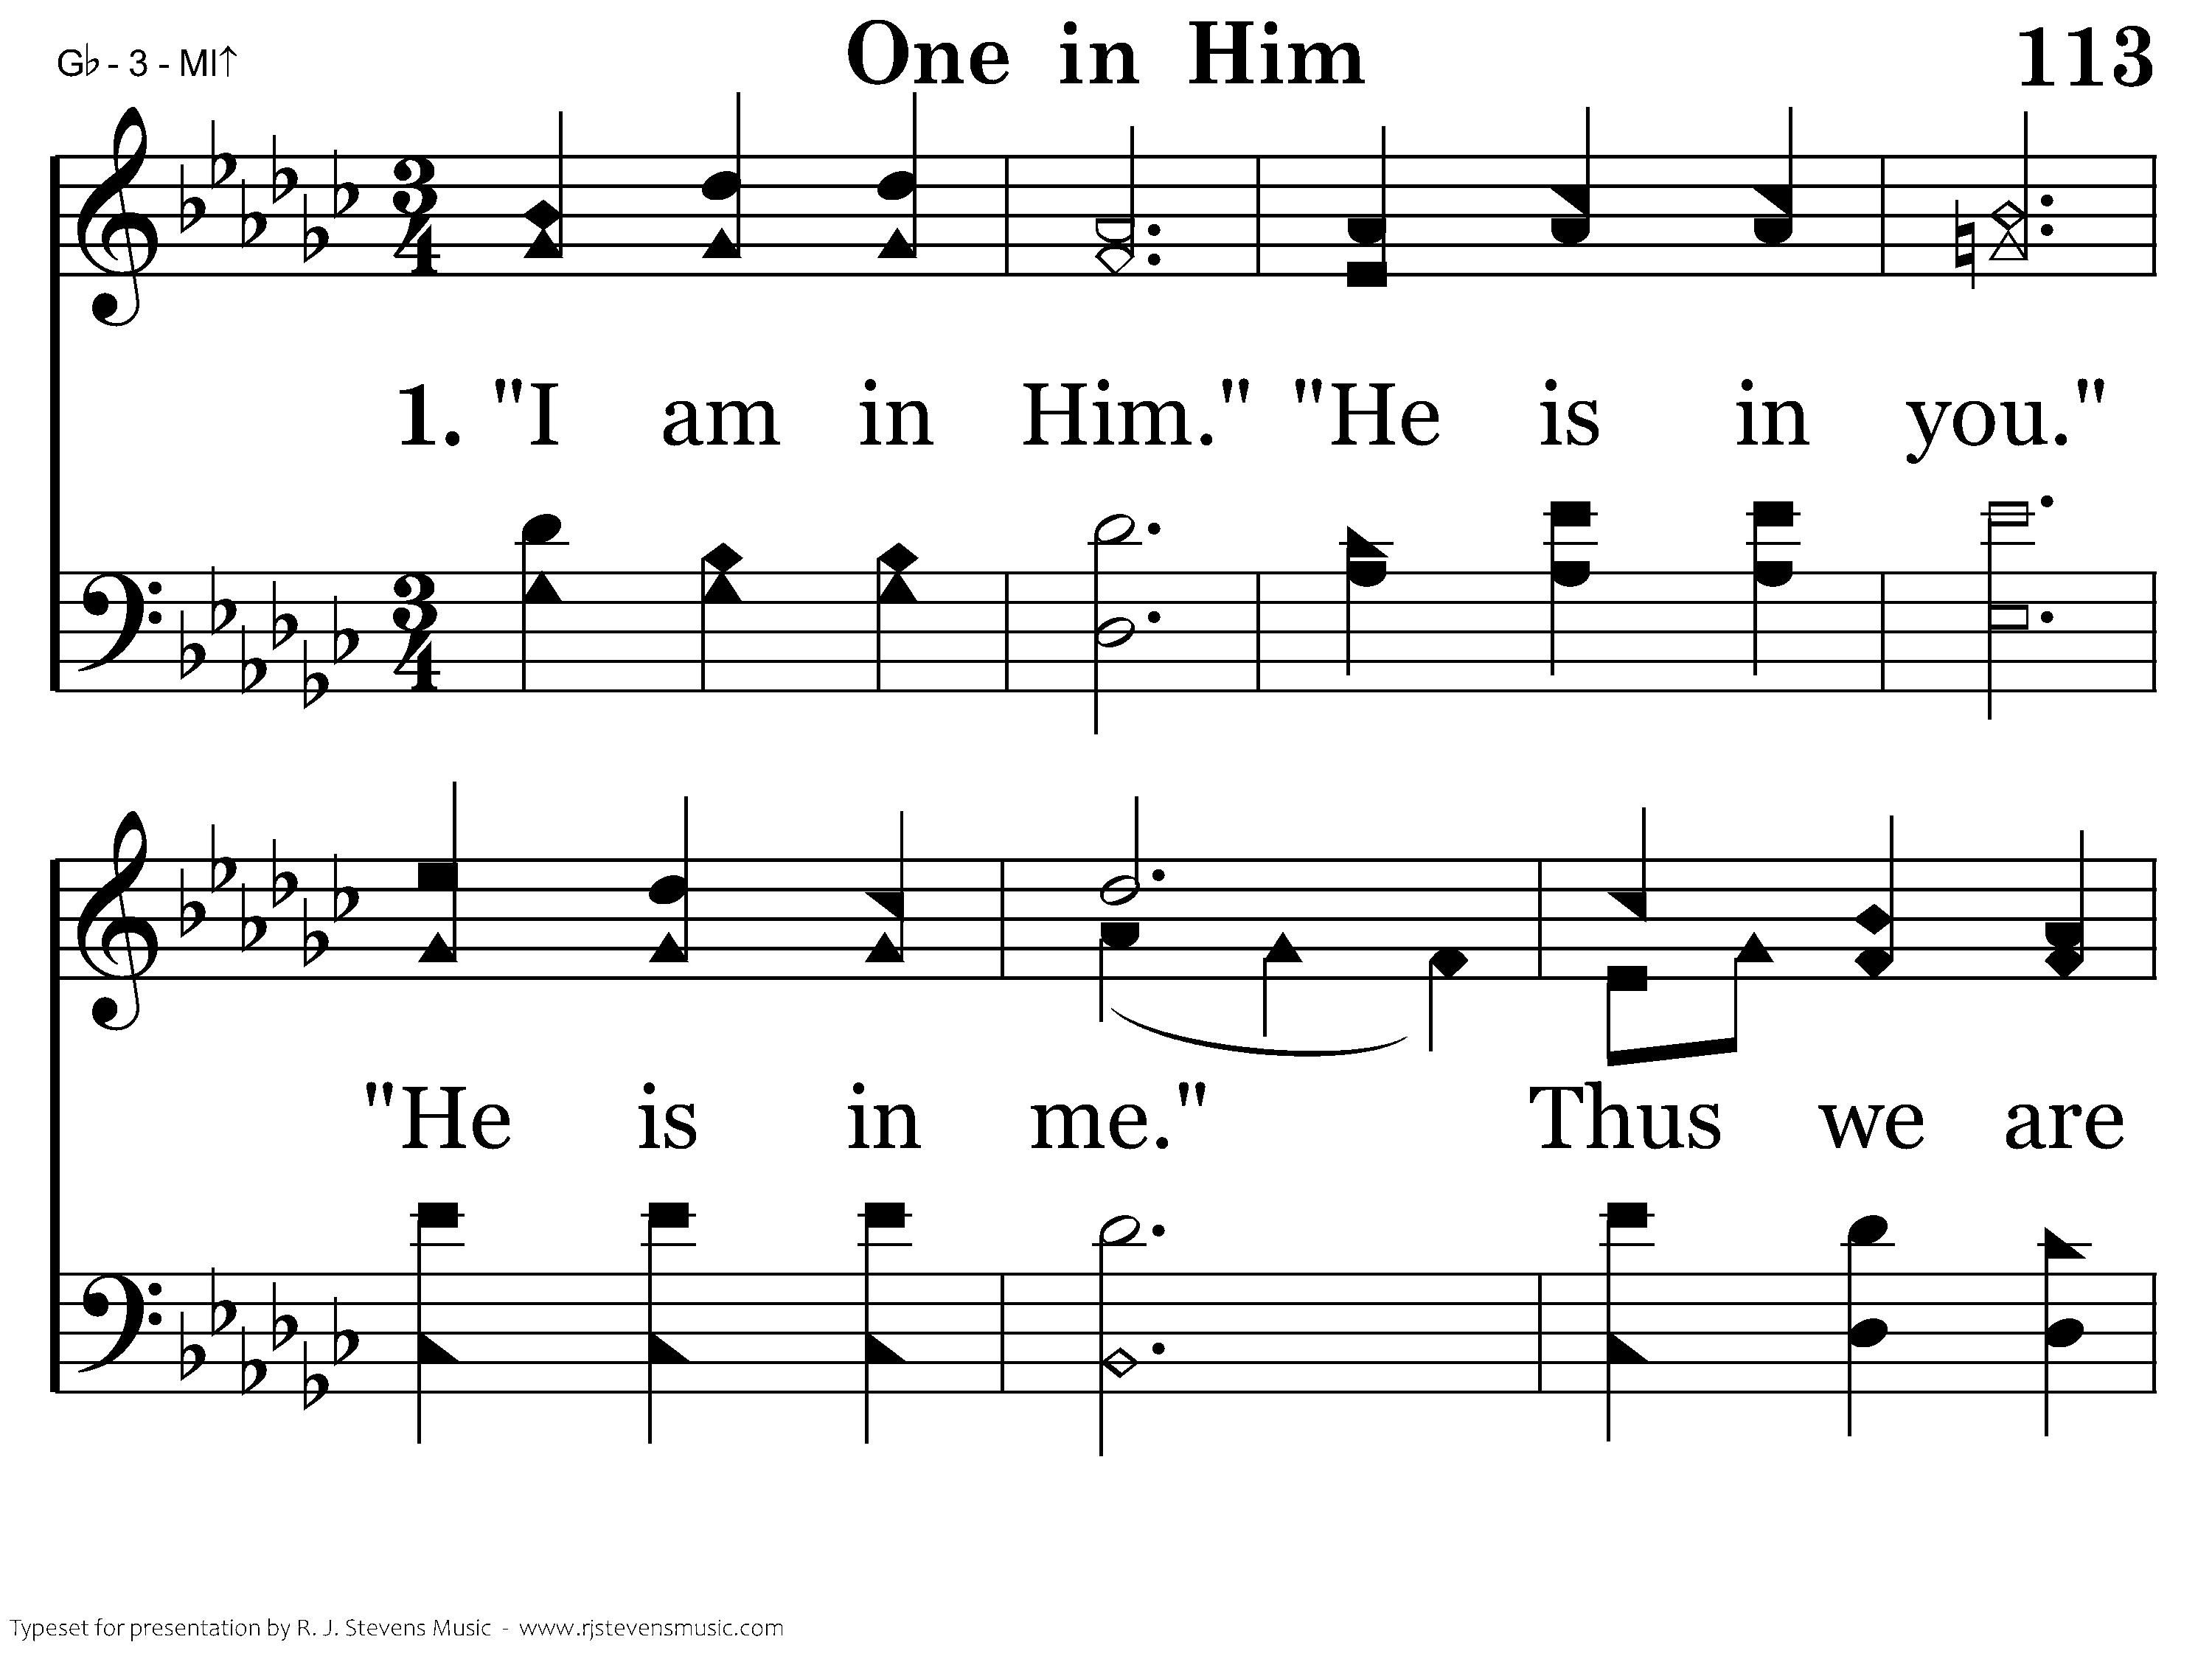 One in Him
113
G♭ - 3 - MI↑
1. "I am in Him." "He is in you."
"He is in me." Thus we are
Typeset for presentation by R. J. Stevens Music - www.rjstevensmusic.com